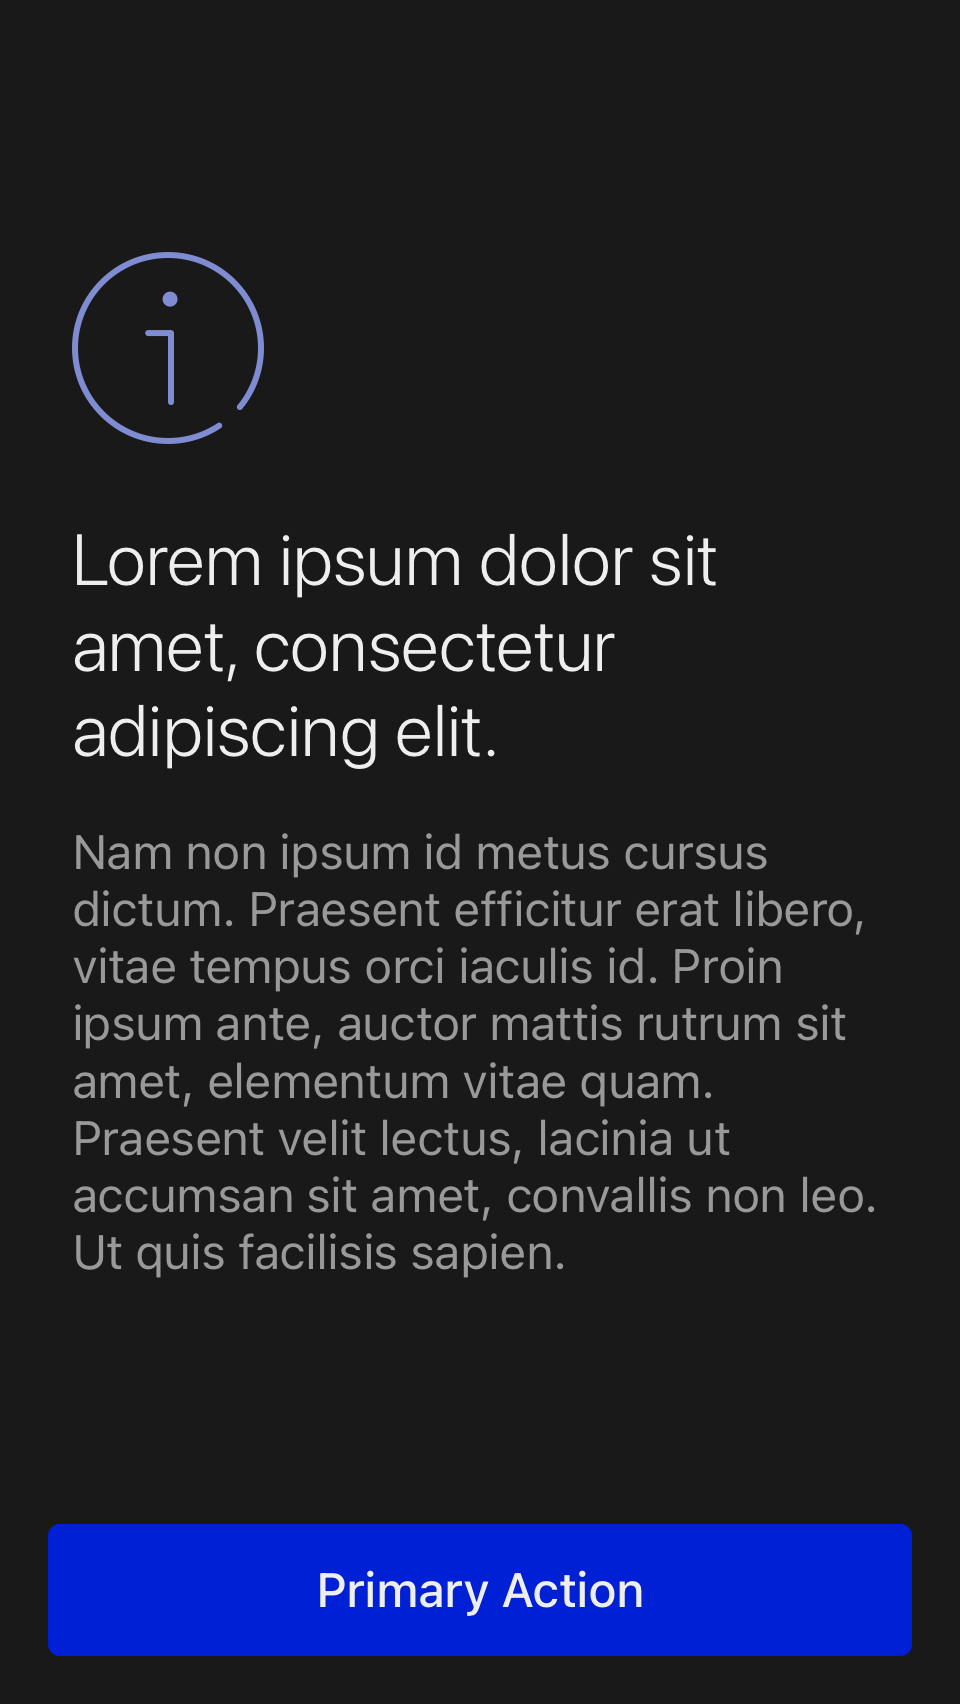 Lorem ipsum dolor sit
amet, consectetur
adipiscing elit.
Nam non ipsum id metus cursus
dictum. Praesent efficitur erat libero,
vitae tempus orci iaculis id. Proin
ipsum ante, auctor mattis rutrum sit
amet, elementum vitae quam.
Praesent velit lectus, lacinia ut
accumsan sit amet, convallis non leo.
Ut quis facilisis sapien.
Primary Action